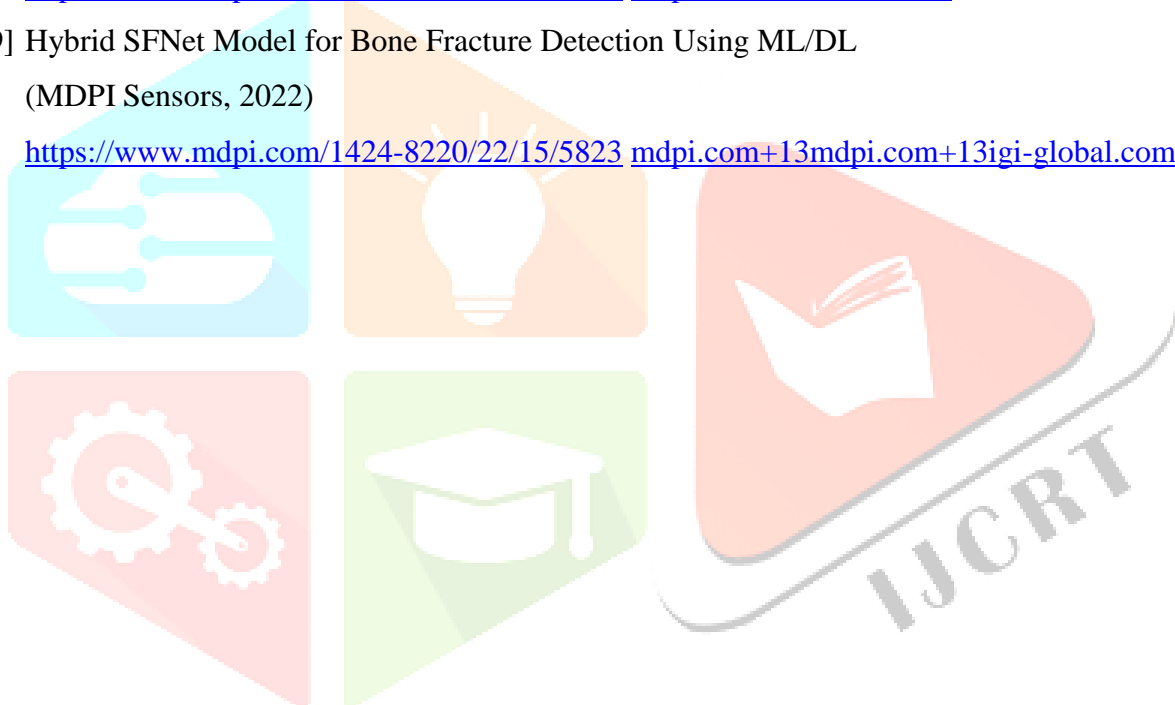 9] Hybrid SFNet Model for Bone Fracture Detection Using ML/DL
(MDPI Sensors, 2022)
https://www.mdpi.com/1424-8220/22/15/5823 mdpi.com+13mdpi.com+13igi-global.com
IJCRT